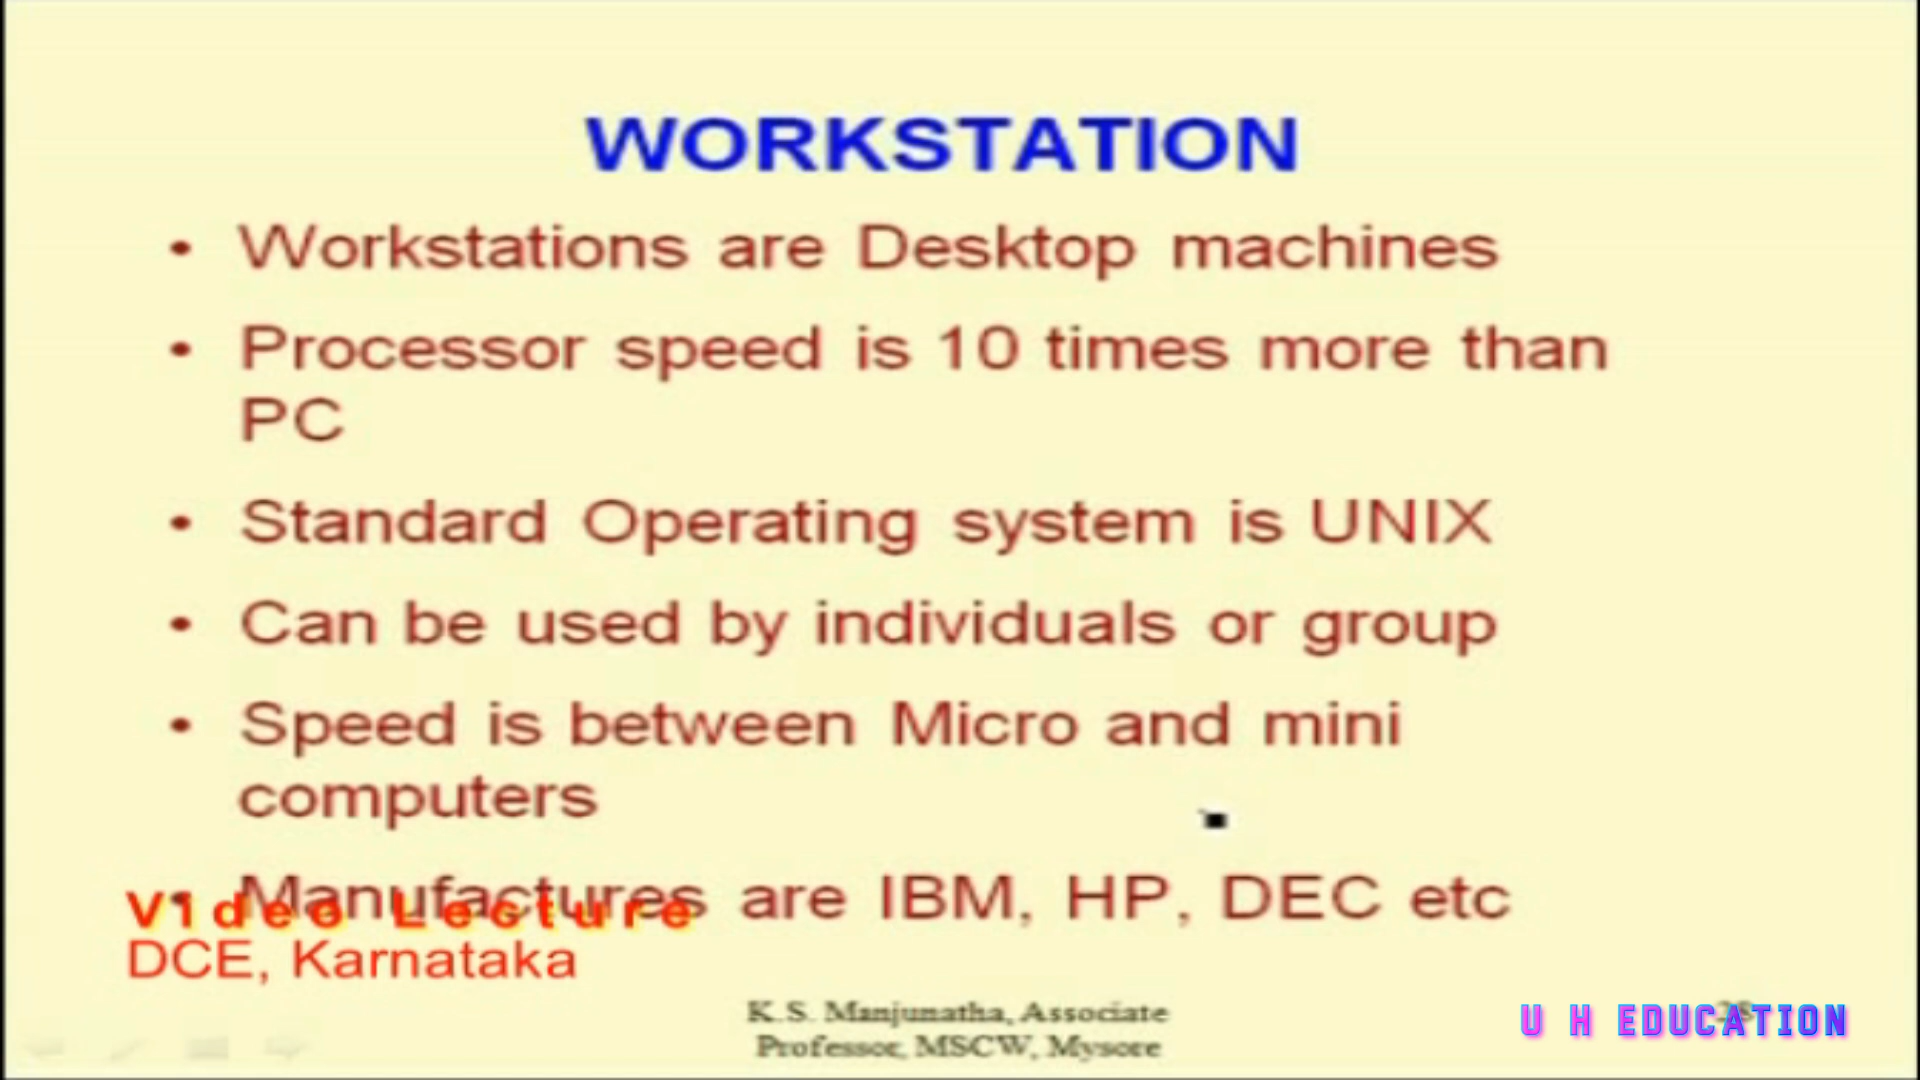 WORKSTATION
• Workstations are Desktop machines
• Processor speed is 10 times more than
PC
• Standard Operating system is UNIX
• Can be used by individuals or group
• Speed is between Micro and mini
computers
• Manufactures are IBM, HP, DEC etc
Video Lecture
DCE, Karnataka
K.S. Manjunatha, Associate
Professor, MSCW, Mysore
28
U H EDUCATION